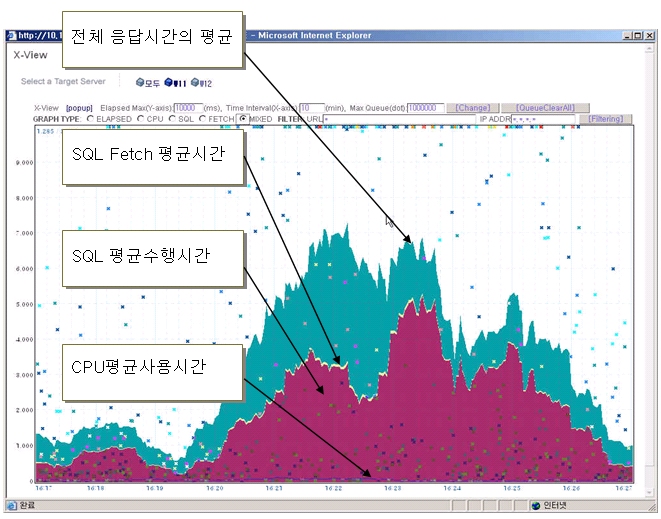 http://10.1
- Microsoft Internet Explorer
전체 응답시간의 평균
X-View
Select a Target Server
모두 W11 W12
X-View [popup] Elapsed Max(Y-axis): 10000 (ms), Time Interval(X-axis): 10 (min), Max Queue(dot): 1000000 [Change] [QueueClearAll]
GRAPH TYPE: ELAPSED CPU SQL FETCH MIXED FILTER URL * IP ADDR *.*.*.* [Filtering]
1.285
SQL Fetch 평균시간
SQL 평균수행시간
CPU평균사용시간
9.000
8.000
7.000
6.000
5.000
4.000
3.000
2.000
1.000
0
16:17 16:18 16:19 16:20 16:21 16:22 16:23 16:24 16:25 16:26 16:27
완료
인터넷